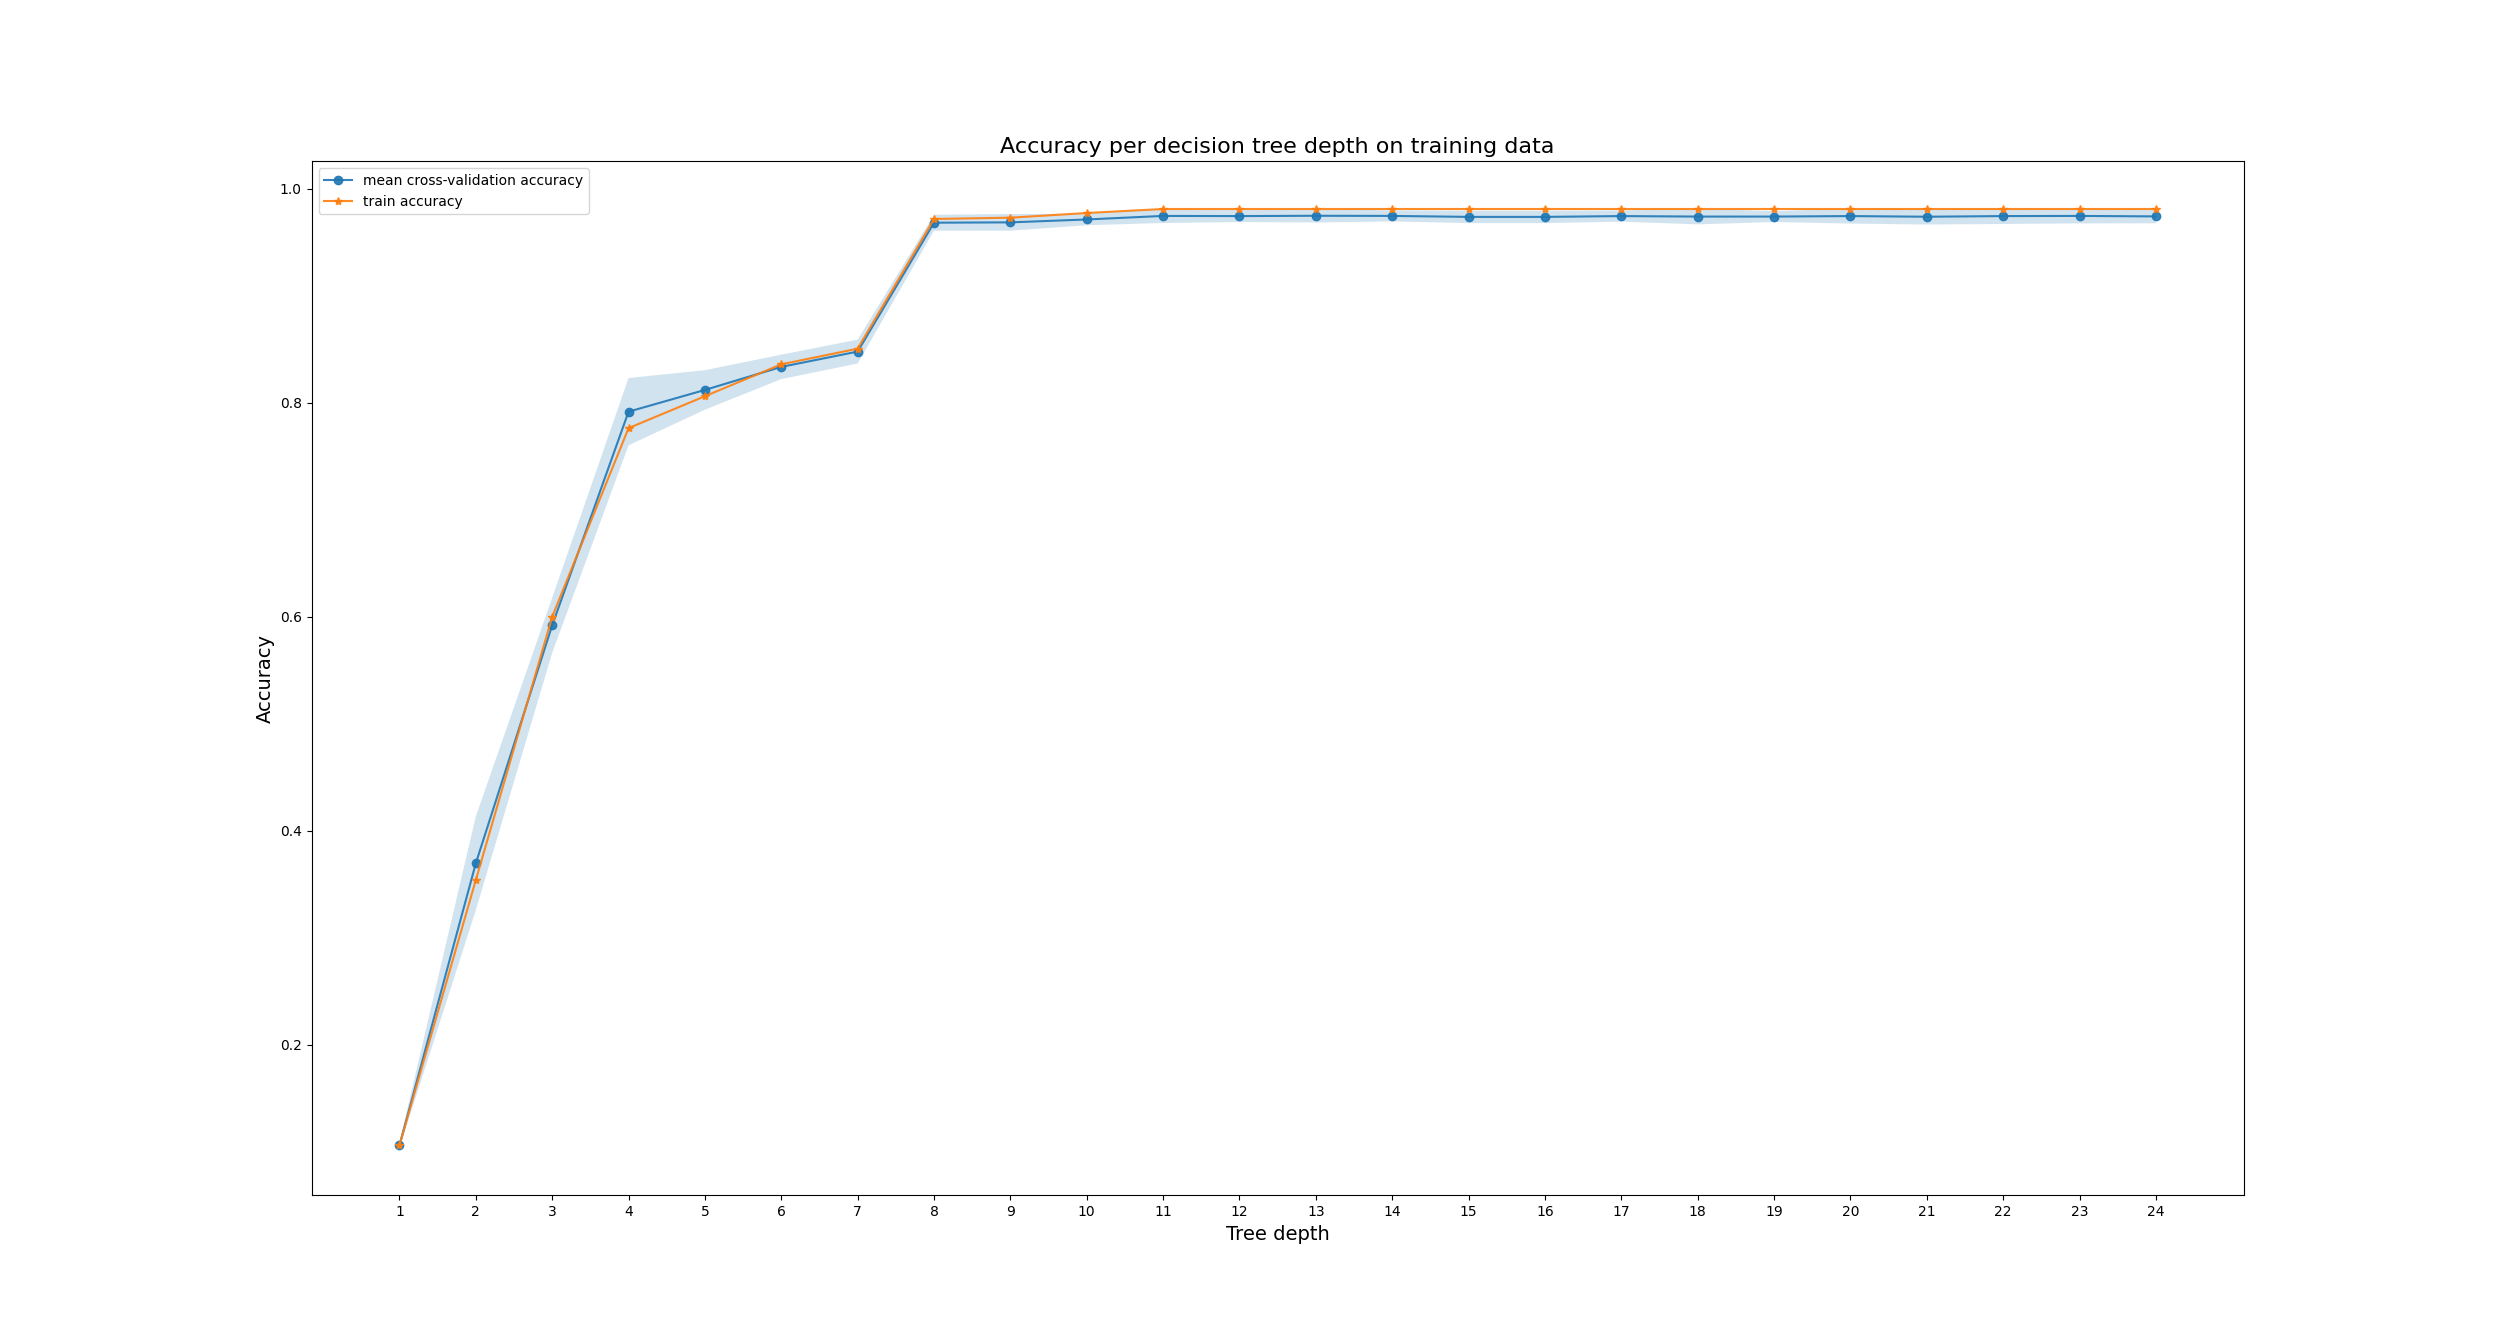 Accuracy per decision tree depth on training data
mean cross-validation accuracy
train accuracy
1.0
0.8
0.6
0.4
0.2
Accuracy
1 2 3 4 5 6 7 8 9 10 11 12 13 14 15 16 17 18 19 20 21 22 23 24
Tree depth